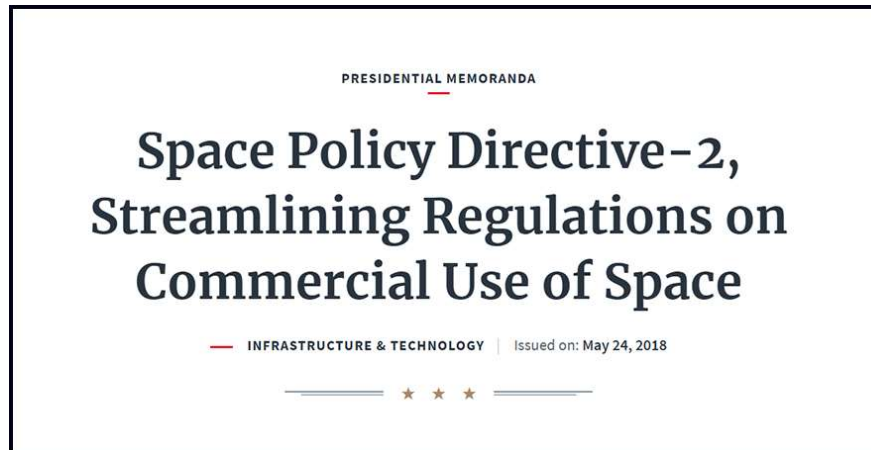 PRESIDENTIAL MEMORANDA
Space Policy Directive-2,
Streamlining Regulations on
Commercial Use of Space
INFRASTRUCTURE & TECHNOLOGY | Issued on: May 24, 2018